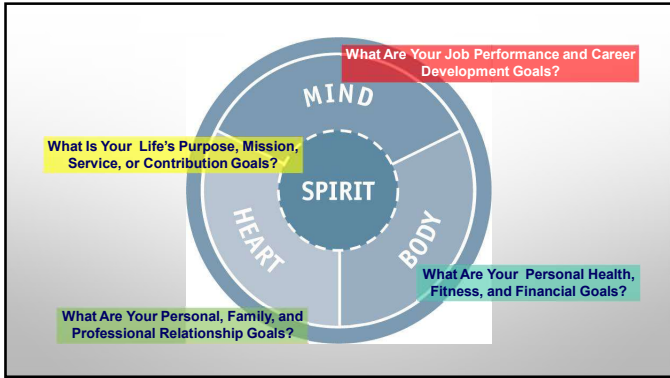 What Are Your Job Performance and Career
Development Goals?
MIND
What Is Your Life's Purpose, Mission,
Service, or Contribution Goals?
SPIRIT
HEART
BODY
What Are Your Personal Health,
Fitness, and Financial Goals?
What Are Your Personal, Family, and
Professional Relationship Goals?